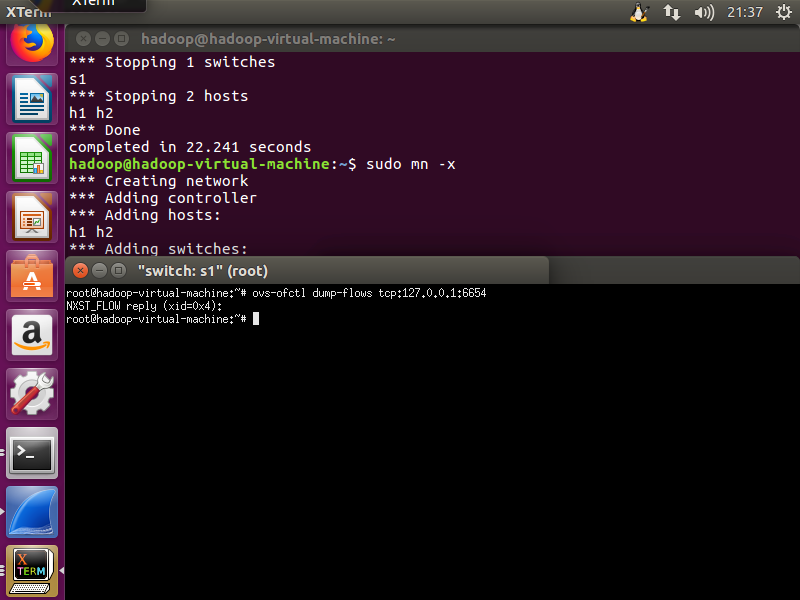 XTerm
XTerm
21:37
hadoop@hadoop-virtual-machine: ~
*** Stopping 1 switches
s1
*** Stopping 2 hosts
h1 h2
*** Done
completed in 22.241 seconds
hadoop@hadoop-virtual-machine:~$ sudo mn -x
*** Creating network
*** Adding controller
*** Adding hosts:
h1 h2
*** Adding switches:
"switch: s1" (root)
root@hadoop-virtual-machine:~# ovs-ofctl dump-flows tcp:127.0.0.1:6654
NXST_FLOW reply (xid=0x4):
root@hadoop-virtual-machine:~#
A
a
>_
X
TERM